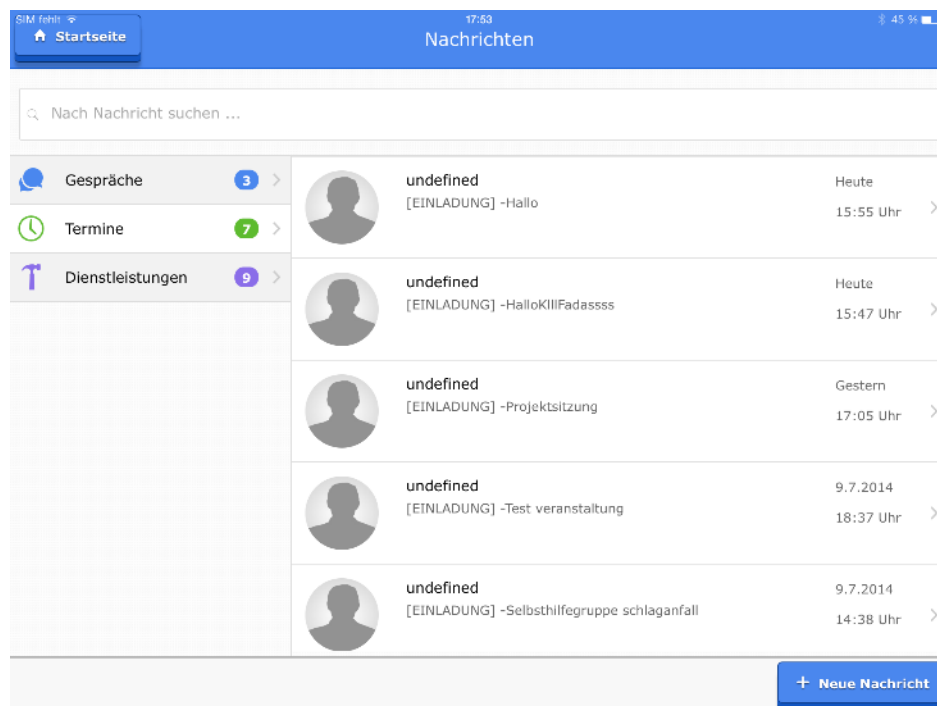 SIM fehlt
17:53
45 %
Startseite
Nachrichten
Nach Nachricht suchen ...
Gespräche
3
Termine
7
Dienstleistungen
9
undefined
Heute
[EINLADUNG] -Hallo
15:55 Uhr
undefined
Heute
[EINLADUNG] -HalloKlllFadassss
15:47 Uhr
undefined
Gestern
[EINLADUNG] -Projektsitzung
17:05 Uhr
undefined
9.7.2014
[EINLADUNG] -Test veranstaltung
18:37 Uhr
undefined
9.7.2014
[EINLADUNG] -Selbsthilfegruppe schlaganfall
14:38 Uhr
+ Neue Nachricht